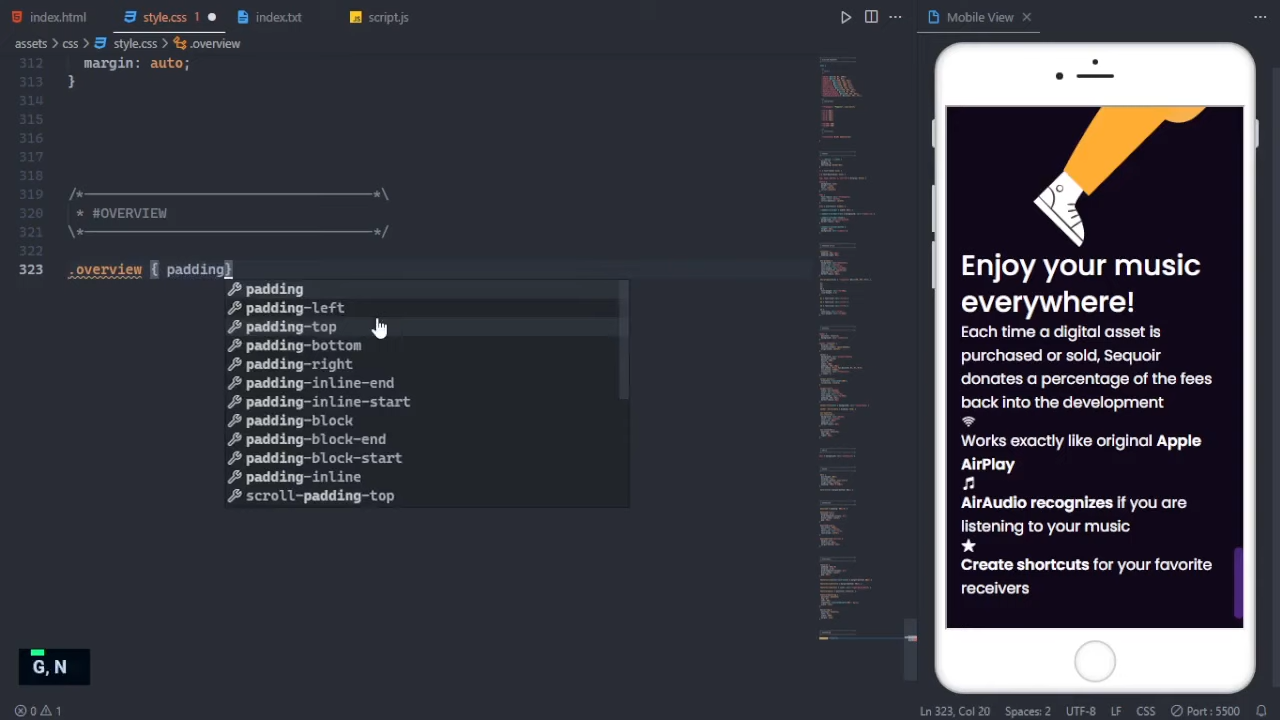 index.html
style.css 1
index.txt
script.js
Mobile View
assets > css > style.css > .overview
312 margin: auto;
313 }
314
315
316
317
318
319 /*————————————————————————————————*\
320 * #OVERVIEW
321 \*————————————————————————————————*/
322
323 .overview { padding}
padding
padding-left
padding-top
padding-bottom
padding-right
padding-inline-end
padding-inline-start
padding-block
padding-block-end
padding-block-start
padding-inline
scroll-padding-top
Enjoy your music
everywhere!
Each time a digital asset is
purchased or sold, Sequoir
donates a percentage of the fees
back into the development
Works exactly like original Apple
AirPlay
AirAudio recognizes if you are
listening to your music
Create shortcuts for your favorite
receivers
G, N
0 1
Ln 323, Col 20 Spaces: 2 UTF-8 LF CSS Port : 5500